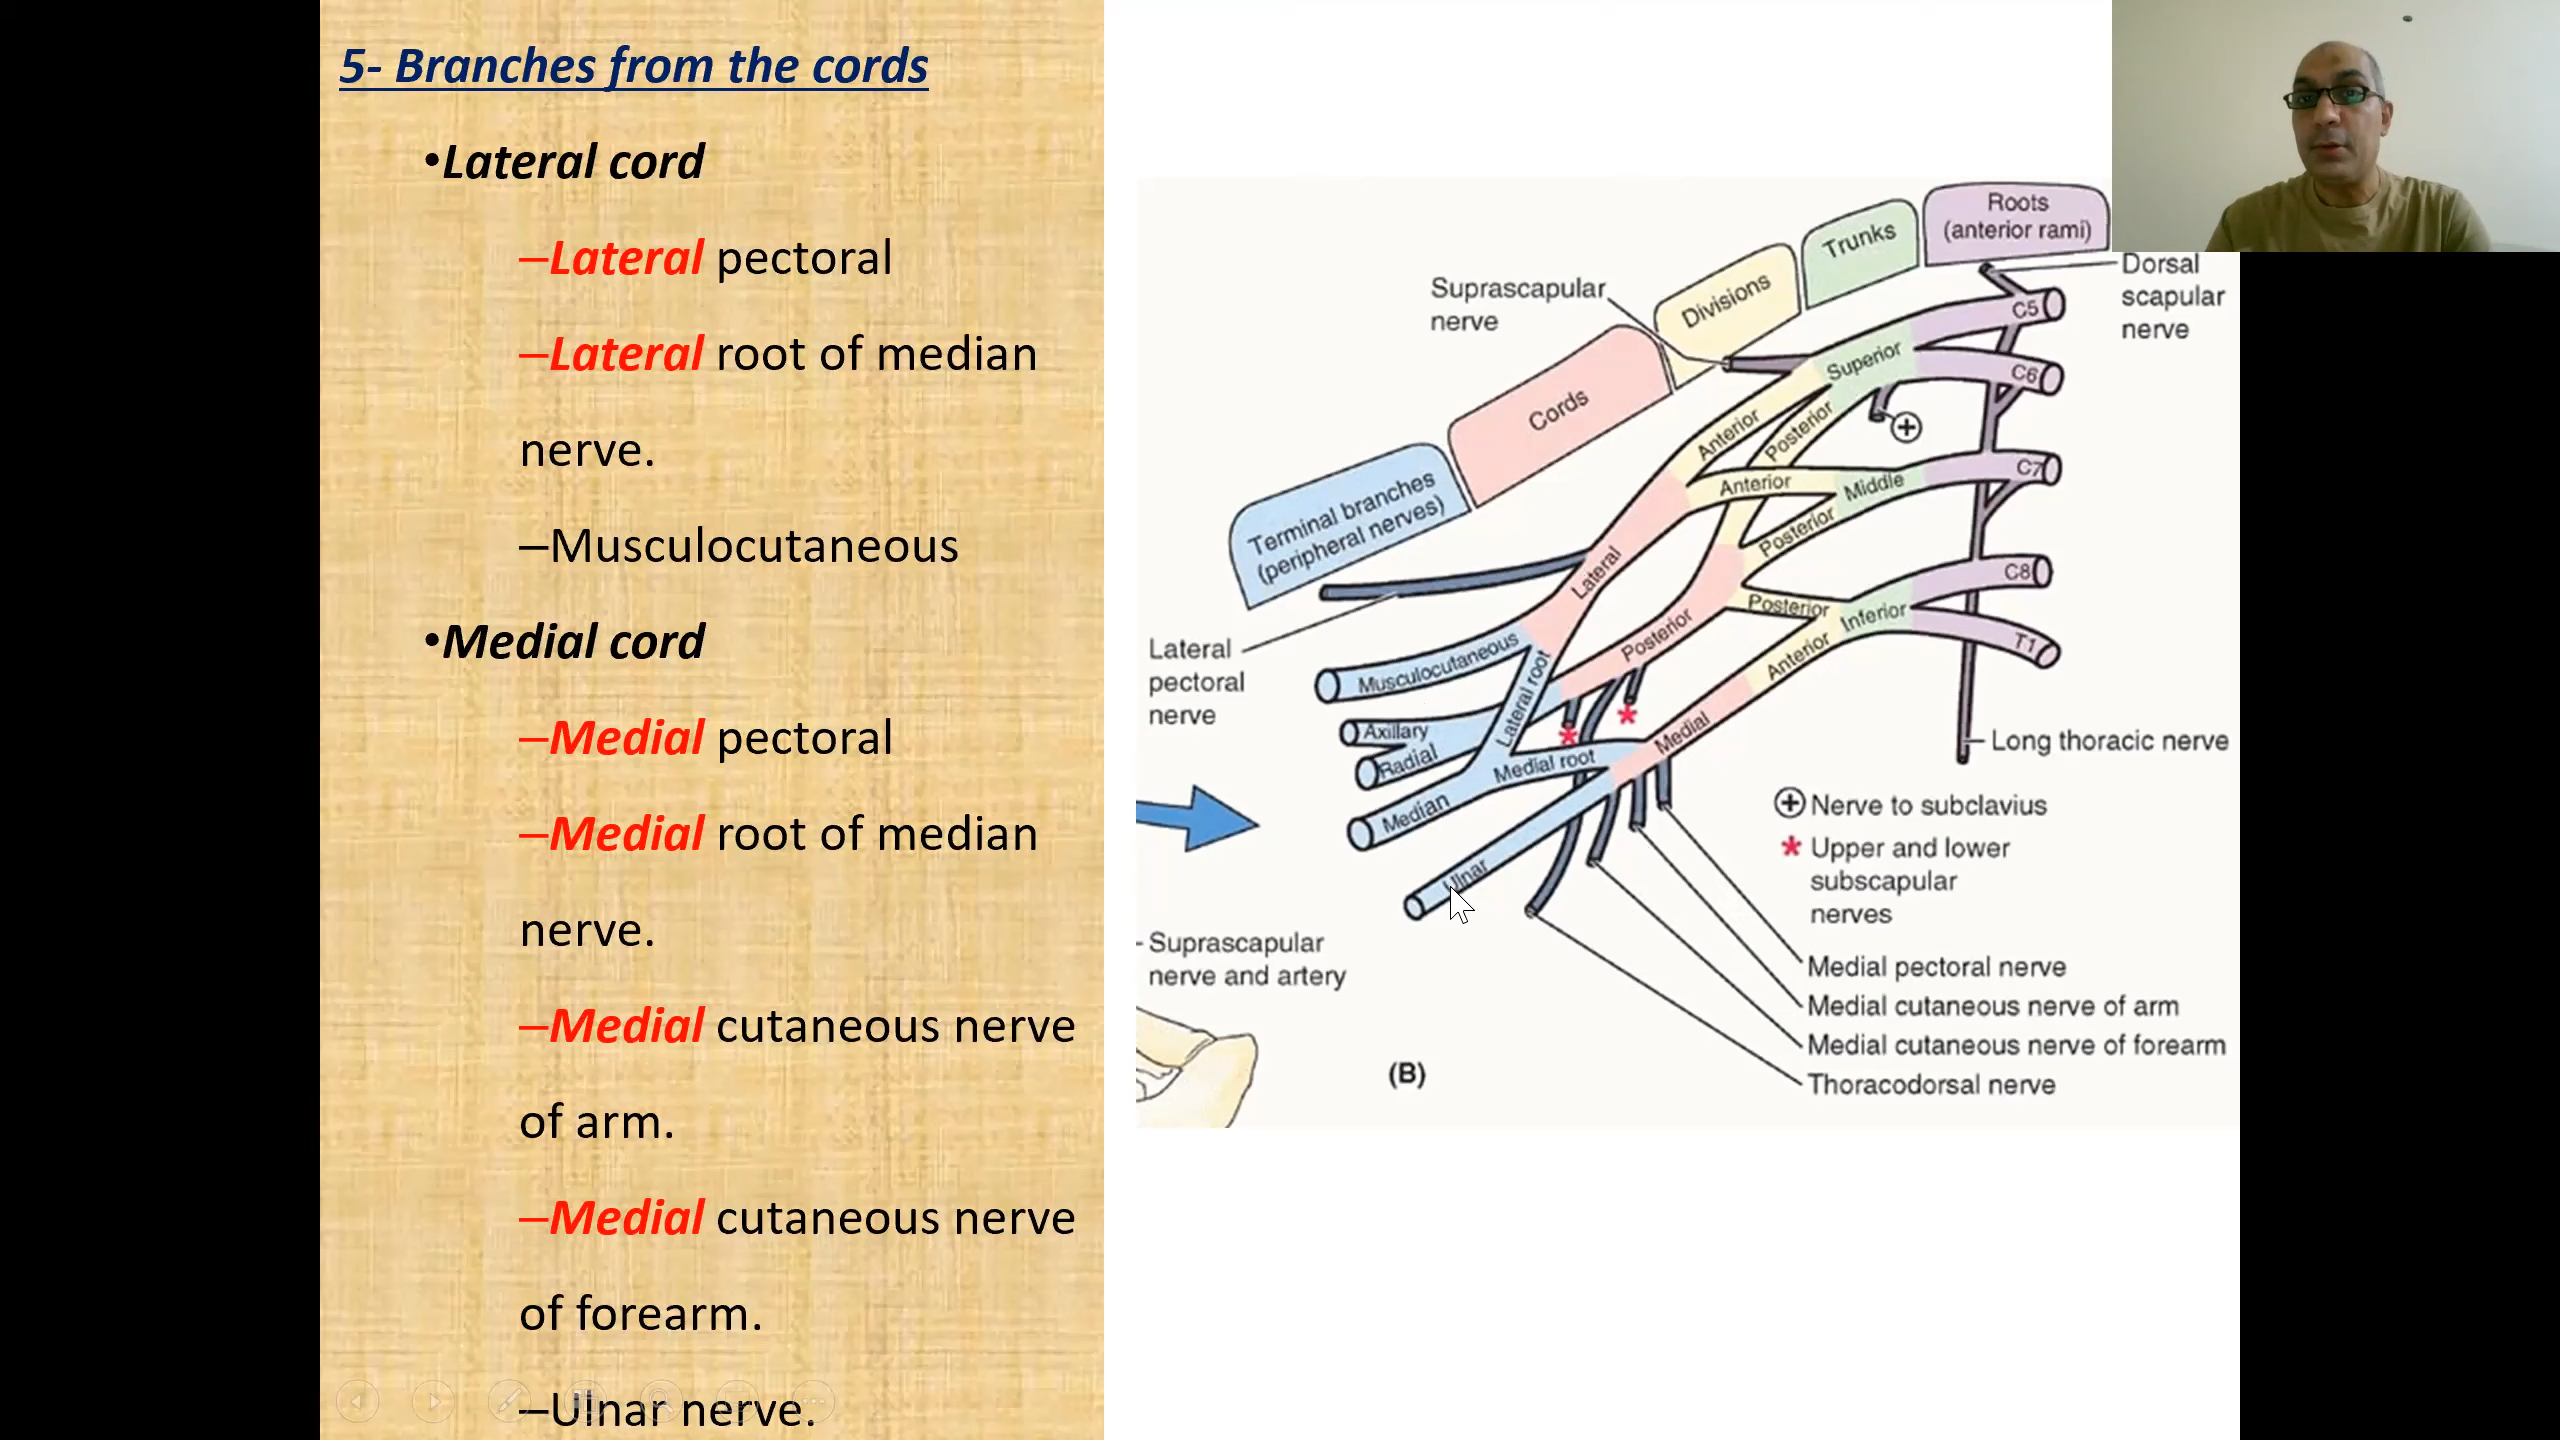 5- Branches from the cords
•Lateral cord
–Lateral pectoral
–Lateral root of median
nerve.
–Musculocutaneous
•Medial cord
–Medial pectoral
–Medial root of median
nerve.
–Medial cutaneous nerve
of arm.
–Medial cutaneous nerve
of forearm.
–Ulnar nerve.
Roots
(anterior rami)
Trunks
Divisions
Cords
Terminal branches
(peripheral nerves)
Suprascapular
nerve
Dorsal
scapular
nerve
C5
C6
C7
C8
T1
Superior
Middle
Inferior
Anterior
Posterior
Anterior
Posterior
Posterior
Anterior
Lateral
Posterior
Medial
Lateral
pectoral
nerve
Musculocutaneous
Lateral root
Axillary
Radial
Medial root
Median
Ulnar
Long thoracic nerve
+ Nerve to subclavius
* Upper and lower
subscapular
nerves
Medial pectoral nerve
Medial cutaneous nerve of arm
Medial cutaneous nerve of forearm
Thoracodorsal nerve
Suprascapular
nerve and artery
(B)